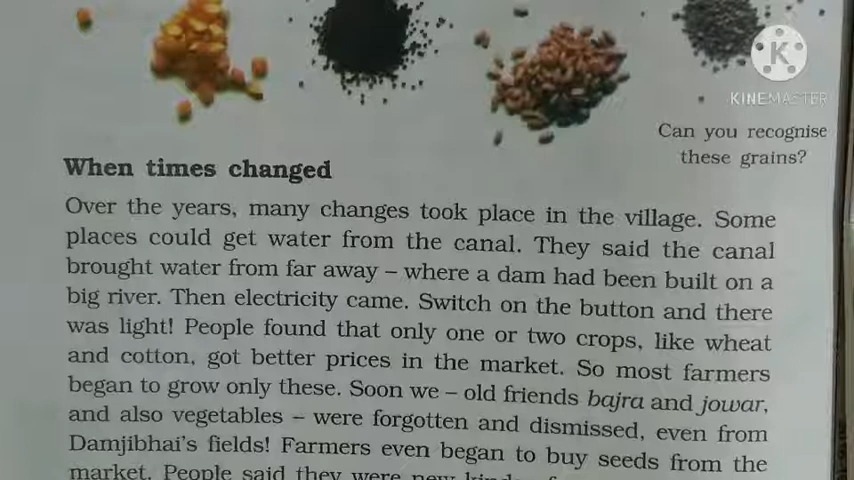 K
KINEMASTER
Can you recognise
these grains?
When times changed
Over the years, many changes took place in the village. Some
places could get water from the canal. They said the canal
brought water from far away – where a dam had been built on a
big river. Then electricity came. Switch on the button and there
was light! People found that only one or two crops, like wheat
and cotton, got better prices in the market. So most farmers
began to grow only these. Soon we – old friends bajra and jowar,
and also vegetables – were forgotten and dismissed, even from
Damjibhai's fields! Farmers even began to buy seeds from the
market. People said they were new